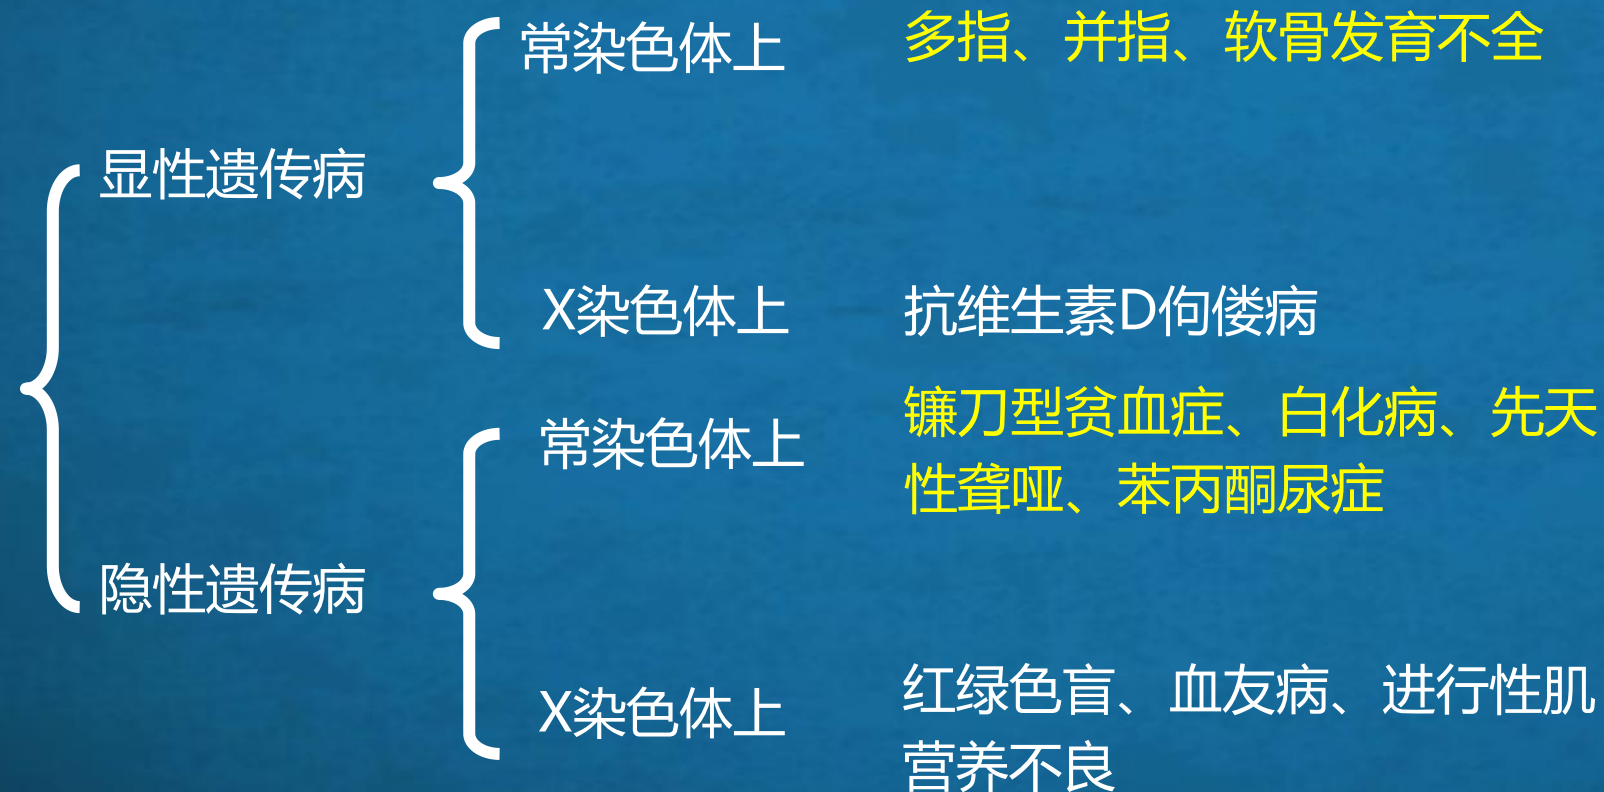 常染色体上
多指、并指、软骨发育不全
显性遗传病
X染色体上
抗维生素D佝偻病
常染色体上
镰刀型贫血症、白化病、先天
性聋哑、苯丙酮尿症
隐性遗传病
X染色体上
红绿色盲、血友病、进行性肌
营养不良